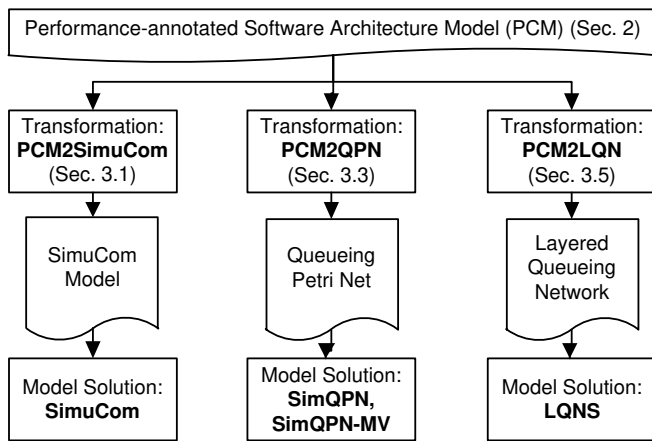 Performance-annotated Software Architecture Model (PCM) (Sec. 2)
Transformation:
PCM2SimuCom
(Sec. 3.1)
Transformation:
PCM2QPN
(Sec. 3.3)
Transformation:
PCM2LQN
(Sec. 3.5)
SimuCom
Model
Queueing
Petri Net
Layered
Queueing
Network
Model Solution:
SimuCom
Model Solution:
SimQPN,
SimQPN-MV
Model Solution:
LQNS